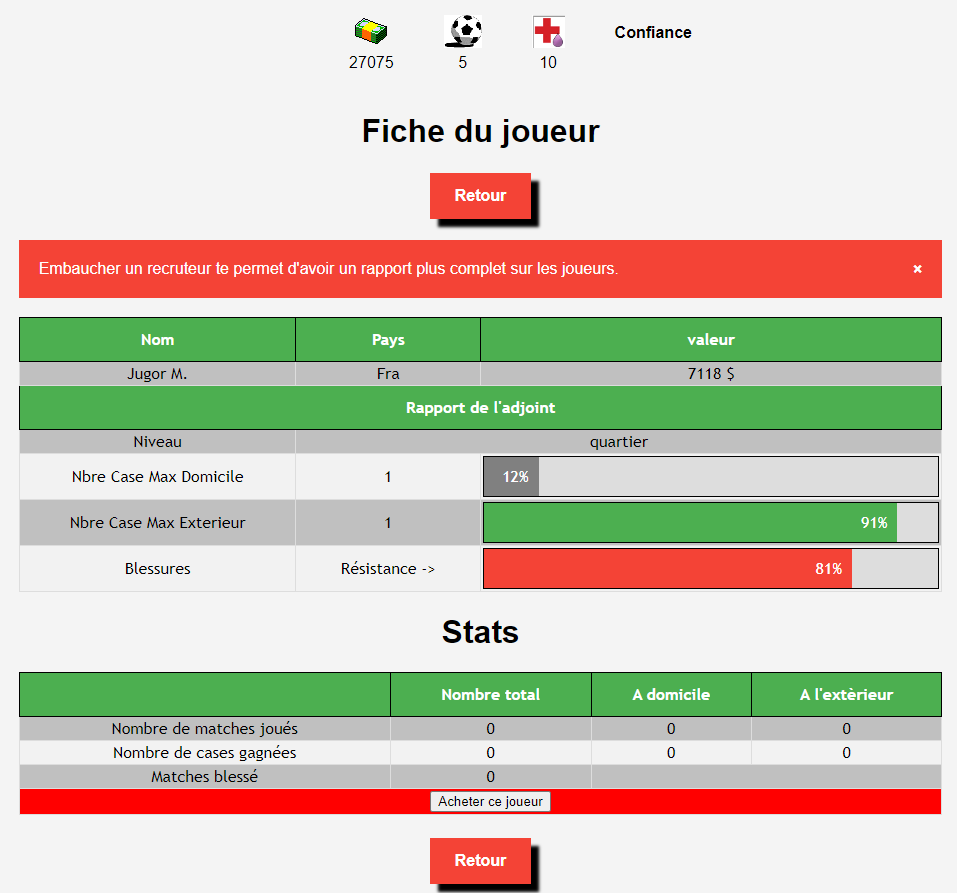 Confiance
27075 5 10
Fiche du joueur
Retour
Embaucher un recruteur te permet d'avoir un rapport plus complet sur les joueurs. ×
Nom Pays valeur
Jugor M. Fra 7118 $
Rapport de l'adjoint
Niveau quartier
Nbre Case Max Domicile 1 12%
Nbre Case Max Exterieur 1 91%
Blessures Résistance -> 81%
Stats
Nombre total A domicile A l'extèrieur
Nombre de matches joués 0 0 0
Nombre de cases gagnées 0 0 0
Matches blessé 0
Acheter ce joueur
Retour